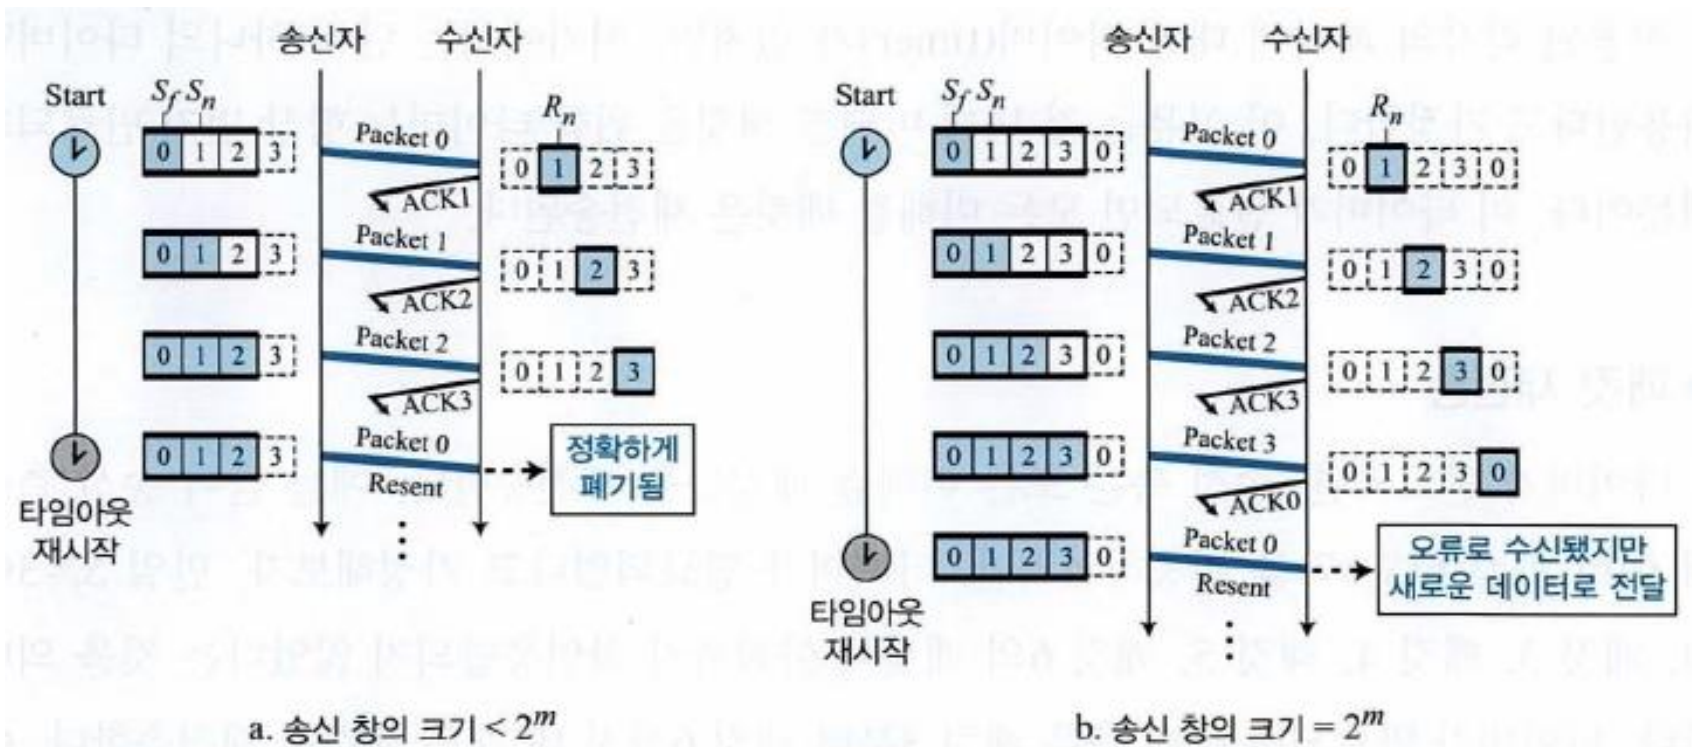 송신자 수신자
Start S_f S_n R_n
0 1 2 3 Packet 0 0 1 2 3
ACK1
0 1 2 3 Packet 1 0 1 2 3
ACK2
0 1 2 3 Packet 2 0 1 2 3
ACK3
0 1 2 3 Packet 0
Resent
정확하게
폐기됨
타임아웃
재시작
⋮
a. 송신 창의 크기 < 2^m
송신자 수신자
Start S_f S_n R_n
0 1 2 3 0 Packet 0 0 1 2 3 0
ACK1
0 1 2 3 0 Packet 1 0 1 2 3 0
ACK2
0 1 2 3 0 Packet 2 0 1 2 3 0
ACK3
0 1 2 3 0 Packet 3 0 1 2 3 0
ACK0
0 1 2 3 0 Packet 0
Resent
오류로 수신됐지만
새로운 데이터로 전달
타임아웃
재시작
⋮
b. 송신 창의 크기 = 2^m